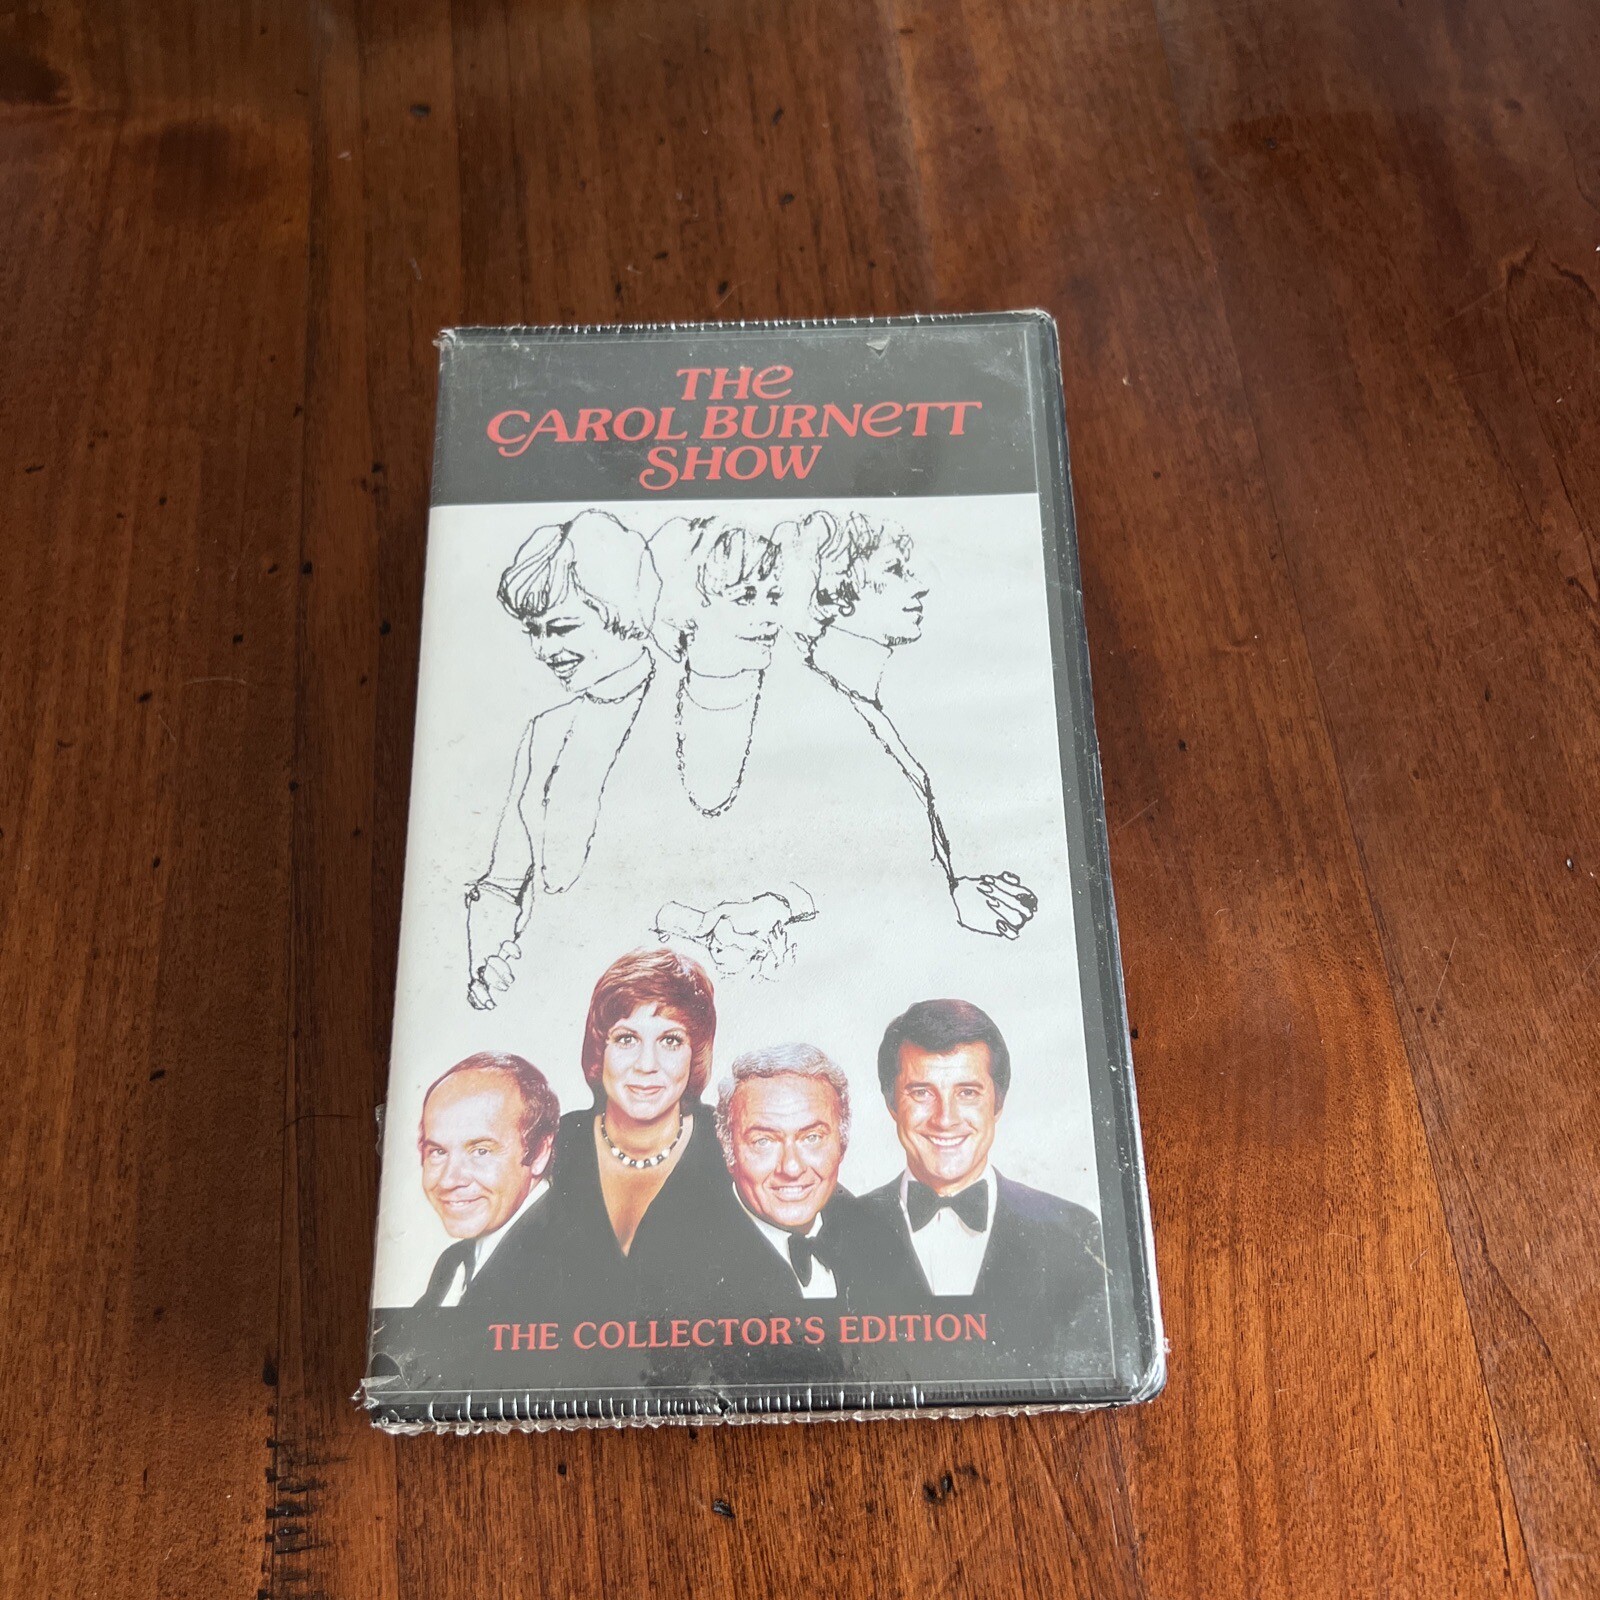 THE
CAROL BURNETT
SHOW
THE COLLECTOR'S EDITION